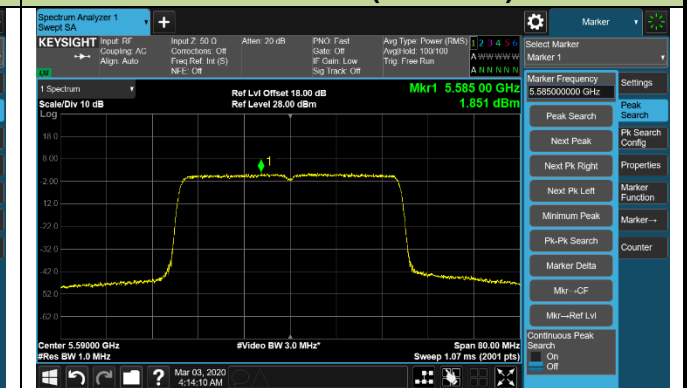 Spectrum Analyzer 1
Swept SA
Marker
KEYSIGHT
Input: RF
Coupling: AC
Align: Auto
Input Z: 50 Ω
Corrections: Off
Freq Ref: Int (S)
NFE: Off
Atten: 20 dB
PNO: Fast
Gate: Off
IF Gain: Low
Sig Track: Off
Avg Type: Power (RMS)
Avg|Hold: 100/100
Trig: Free Run
1 2 3 4 5 6
A W W W W W
A N N N N N
Select Marker
Marker 1
1 Spectrum
Scale/Div 10 dB
Log
Ref Lvl Offset 18.00 dB
Ref Level 28.00 dBm
Mkr1 5.585 00 GHz
1.851 dBm
18.0
8.00
-2.00
-12.0
-22.0
-32.0
-42.0
-52.0
-62.0
1
Center 5.59000 GHz
#Res BW 1.0 MHz
#Video BW 3.0 MHz*
Span 80.00 MHz
Sweep 1.07 ms (2001 pts)
Marker Frequency
5.585000000 GHz
Peak Search
Next Peak
Next Pk Right
Next Pk Left
Minimum Peak
Pk-Pk Search
Marker Delta
Mkr→CF
Mkr→Ref Lvl
Continuous Peak
Search
On
Off
Settings
Peak
Search
Pk Search
Config
Properties
Marker
Function
Marker→
Counter
Mar 03, 2020
4:14:10 AM